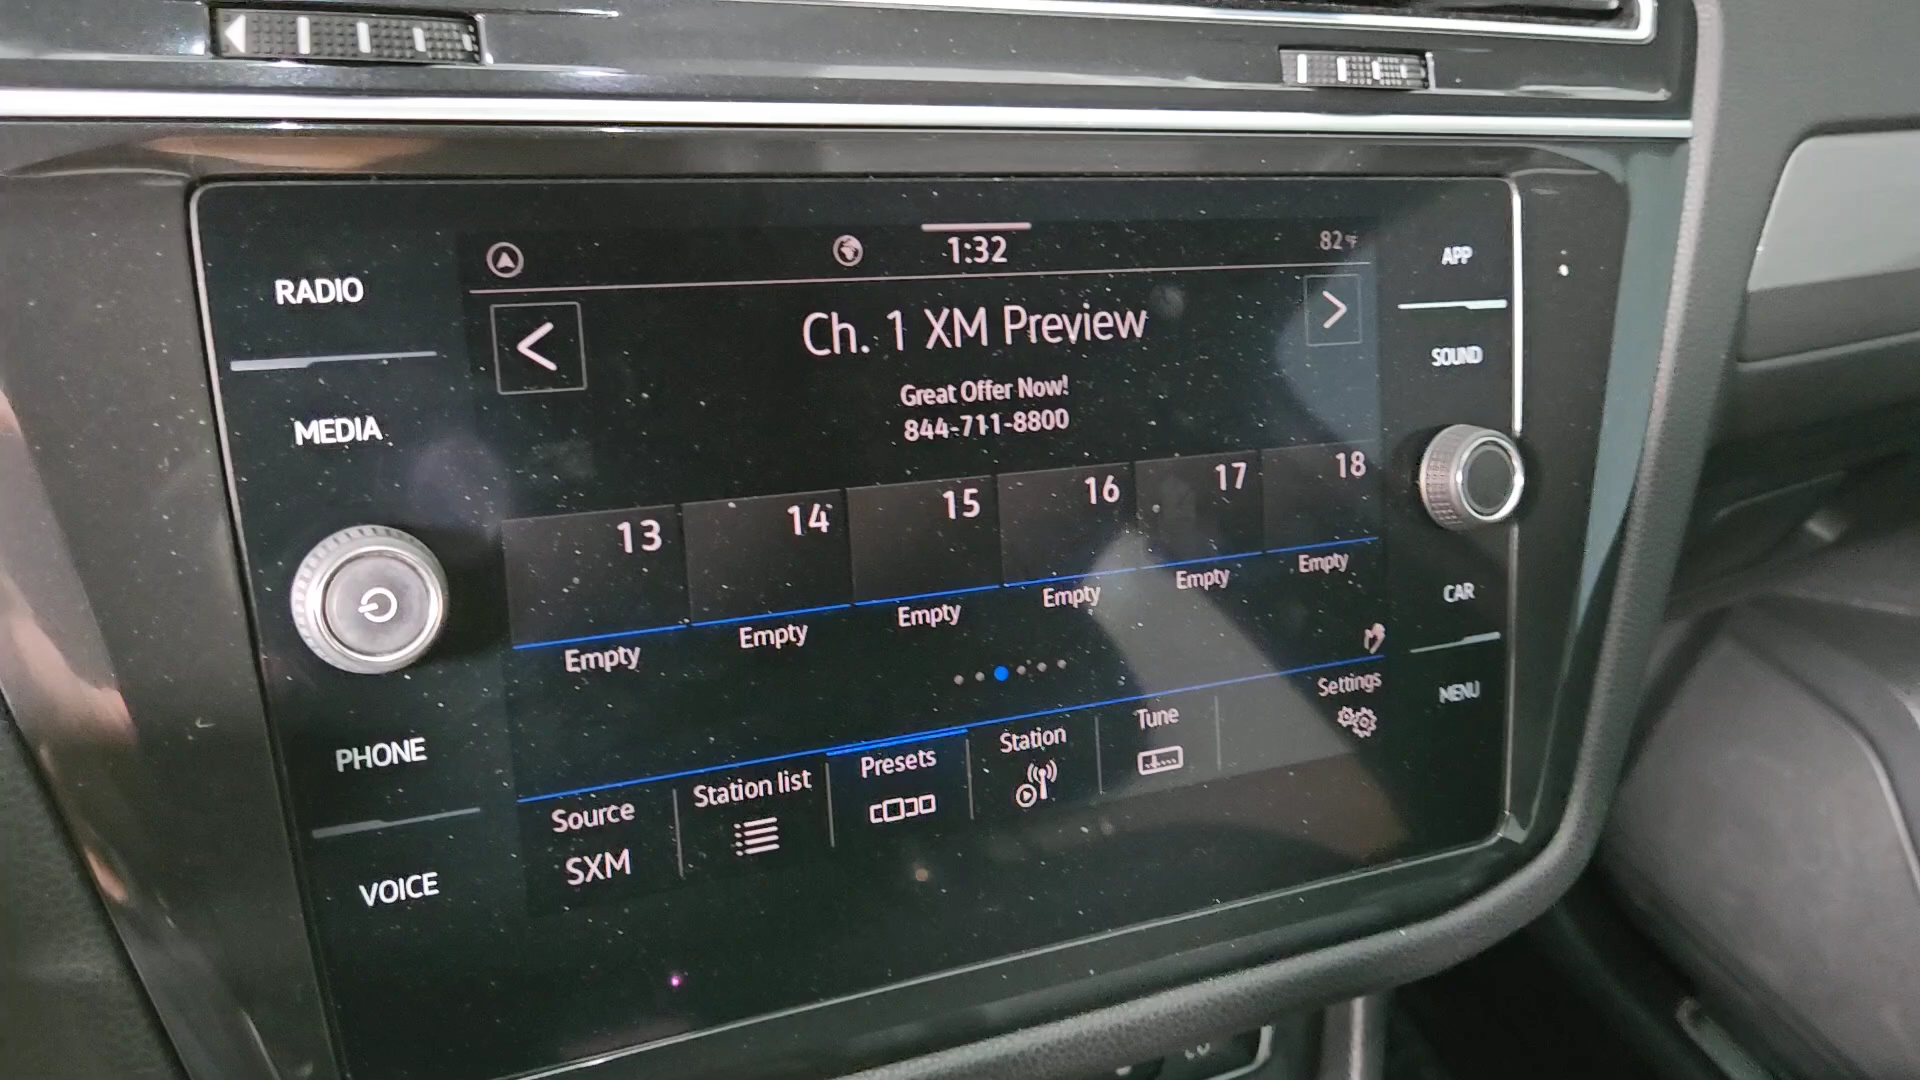 RADIO
MEDIA
PHONE
VOICE
1:32
82°F
Ch. 1 XM Preview
Great Offer Now!
844-711-8800
13 14 15 16 17 18
Empty Empty Empty Empty Empty Empty
Source Station list Presets Station Tune Settings
SXM
APP
SOUND
CAR
MENU